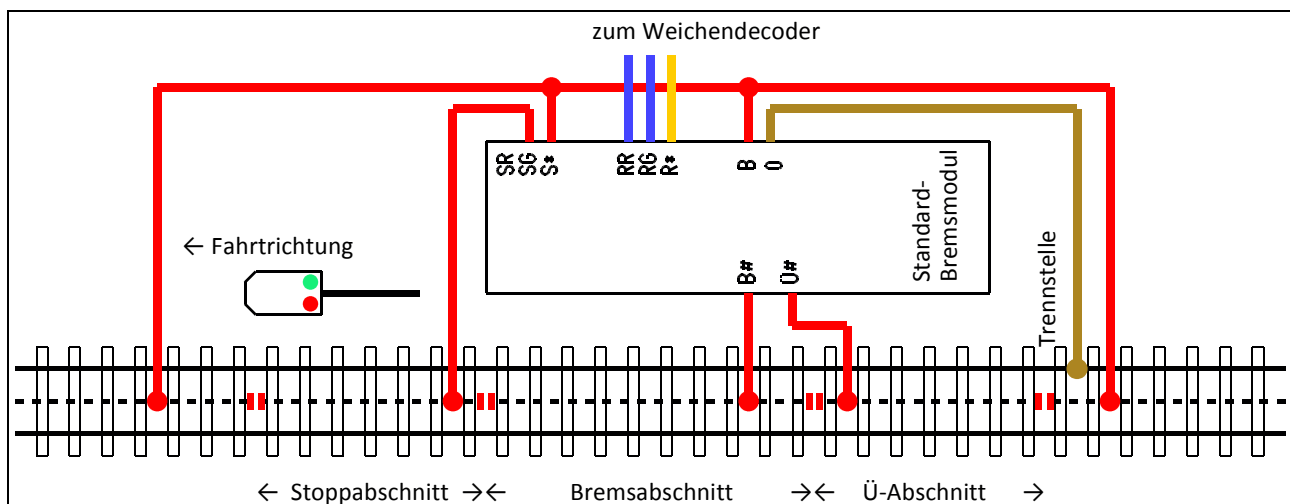 zum Weichendecoder
SR
SG
S*
RR
RG
R*
B
0
Standard-
Bremsmodul
← Fahrtrichtung
B#
Ü#
Trennstelle
← Stoppabschnitt →← Bremsabschnitt →← Ü-Abschnitt →